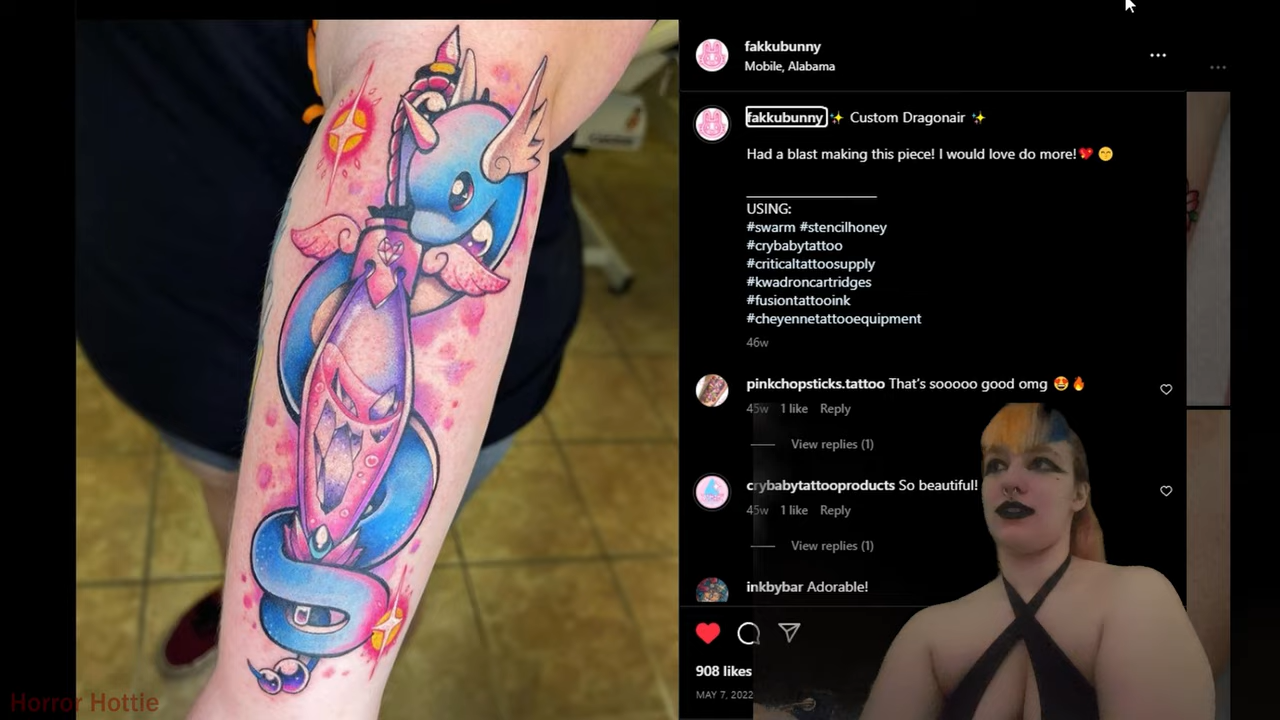 fakkubunny
Mobile, Alabama
fakkubunny ✨ Custom Dragonair ✨
Had a blast making this piece! I would love do more!💖😊
USING:
#swarm #stencilhoney
#crybabytattoo
#criticaltattoosupply
#kwadroncartridges
#fusiontattooink
#cheyennetattooequipment
46w
pinkchopsticks.tattoo That's sooooo good omg 🤩🔥
45w 1 like Reply
View replies (1)
crybabytattooproducts So beautiful!
45w 1 like Reply
View replies (1)
inkbybar Adorable!
908 likes
MAY 7, 2022
Horror Hottie